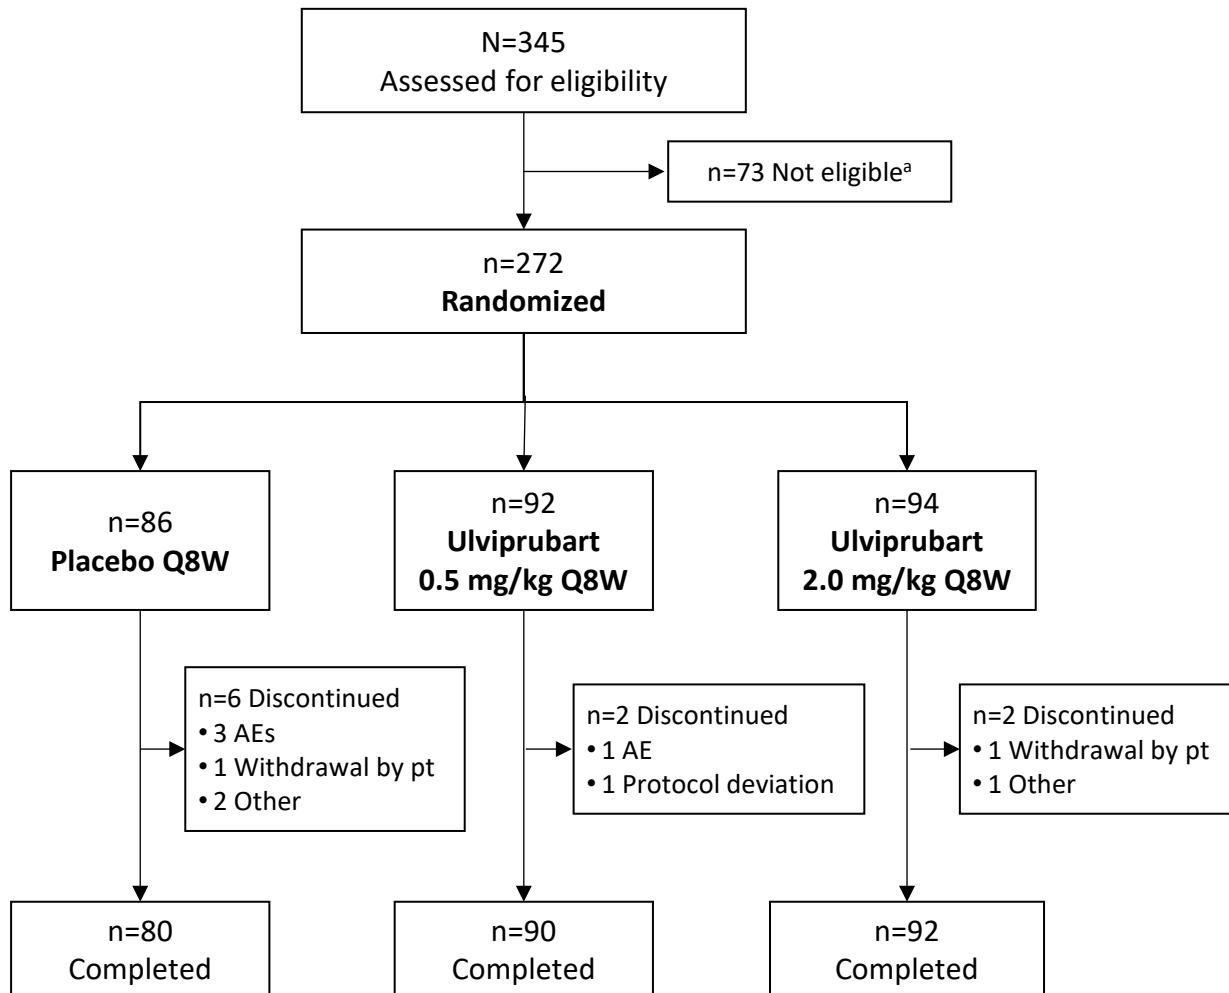 N=345
Assessed for eligibility
n=73 Not eligibleᵃ
n=272
Randomized
n=86
Placebo Q8W
n=92
Ulviprubart
0.5 mg/kg Q8W
n=94
Ulviprubart
2.0 mg/kg Q8W
n=6 Discontinued
• 3 AEs
• 1 Withdrawal by pt
• 2 Other
n=2 Discontinued
• 1 AE
• 1 Protocol deviation
n=2 Discontinued
• 1 Withdrawal by pt
• 1 Other
n=80
Completed
n=90
Completed
n=92
Completed